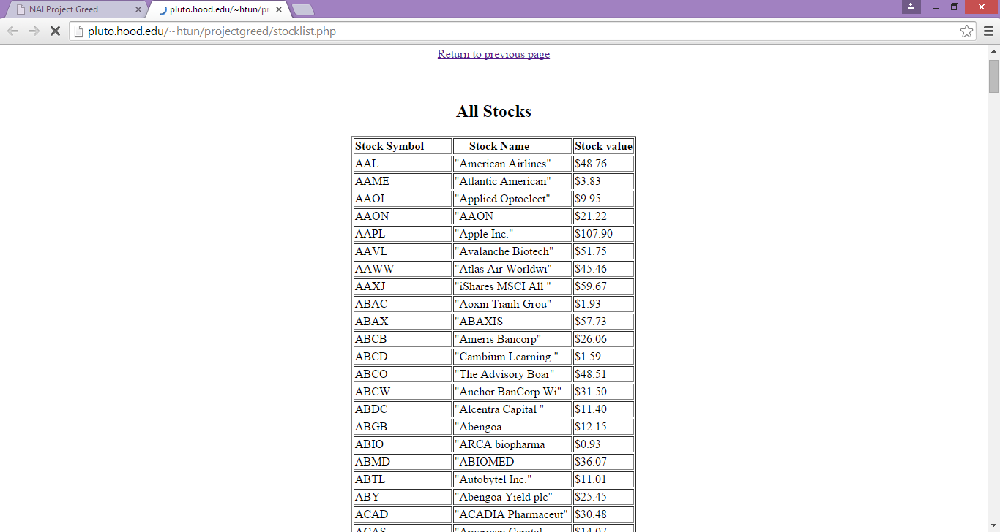 NAI Project Greed
pluto.hood.edu/~htun/pr
pluto.hood.edu/~htun/projectgreed/stocklist.php
Return to previous page
All Stocks
Stock Symbol Stock Name Stock value
AAL "American Airlines" $48.76
AAME "Atlantic American" $3.83
AAOI "Applied Optoelect" $9.95
AAON "AAON $21.22
AAPL "Apple Inc." $107.90
AAVL "Avalanche Biotech" $51.75
AAWW "Atlas Air Worldwi" $45.46
AAXJ "iShares MSCI All " $59.67
ABAC "Aoxin Tianli Grou" $1.93
ABAX "ABAXIS $57.73
ABCB "Ameris Bancorp" $26.06
ABCD "Cambium Learning " $1.59
ABCO "The Advisory Boar" $48.51
ABCW "Anchor BanCorp Wi" $31.50
ABDC "Alcentra Capital " $11.40
ABGB "Abengoa $12.15
ABIO "ARCA biopharma $0.93
ABMD "ABIOMED $36.07
ABTL "Autobytel Inc." $11.01
ABY "Abengoa Yield plc" $25.45
ACAD "ACADIA Pharmaceut" $30.48
ACAS "American Capital $14.07